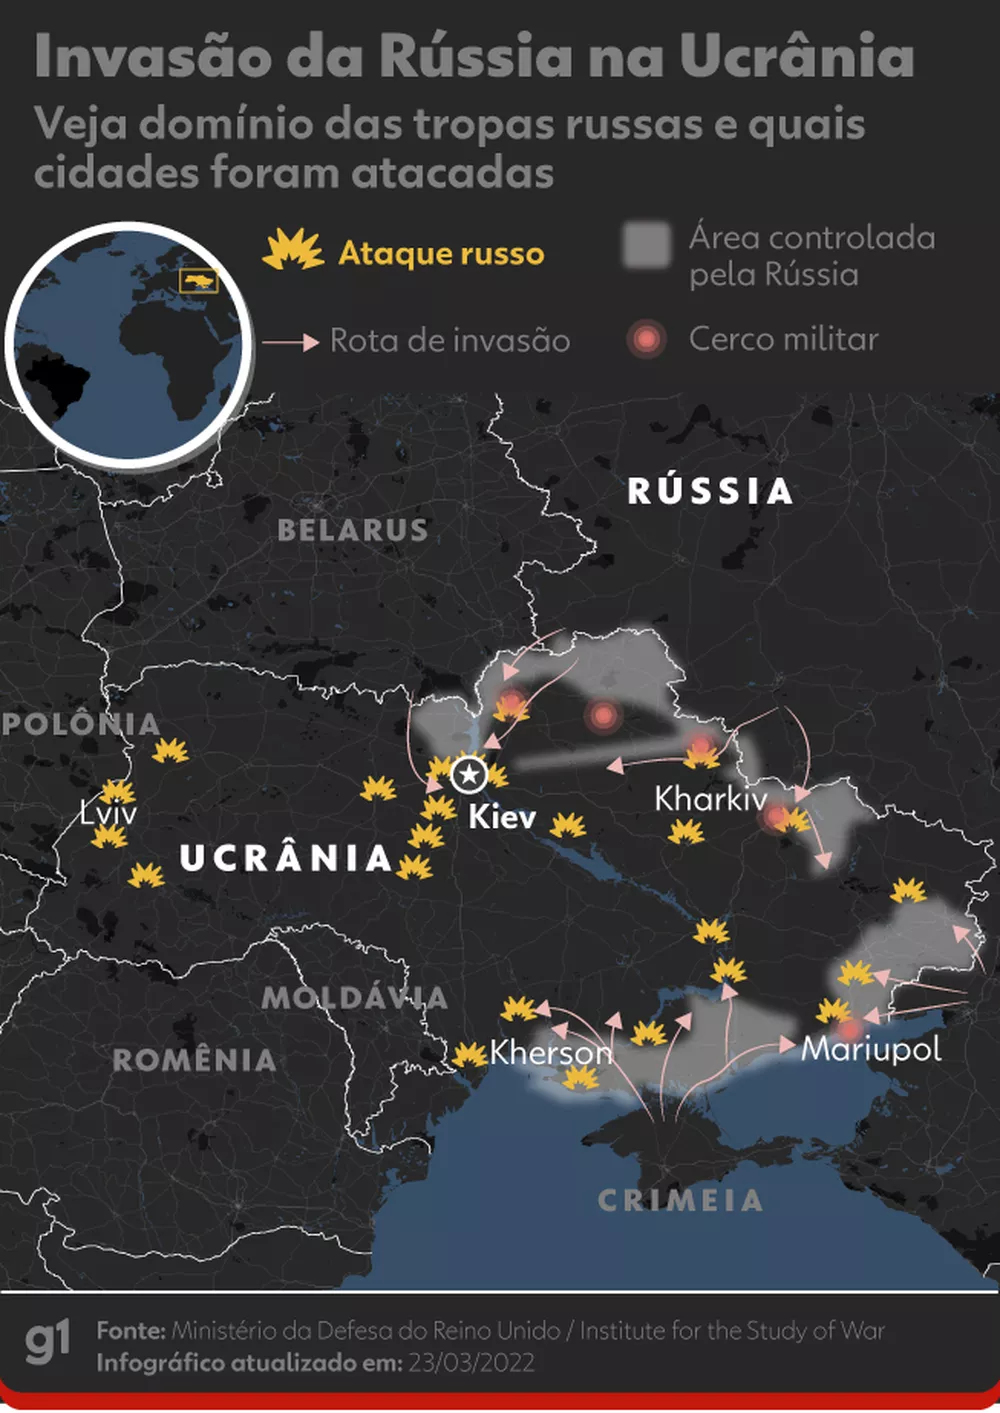 Invasão da Rússia na Ucrânia
Veja domínio das tropas russas e quais
cidades foram atacadas
Ataque russo
Área controlada
pela Rússia
Rota de invasão
Cerco militar
RÚSSIA
BELARUS
POLÔNIA
Lviv
Kharkiv
Kiev
UCRÂNIA
MOLDÁVIA
Kherson
Mariupol
ROMÊNIA
CRIMEIA
g1
Fonte: Ministério da Defesa do Reino Unido / Institute for the Study of War
Infográfico atualizado em: 23/03/2022